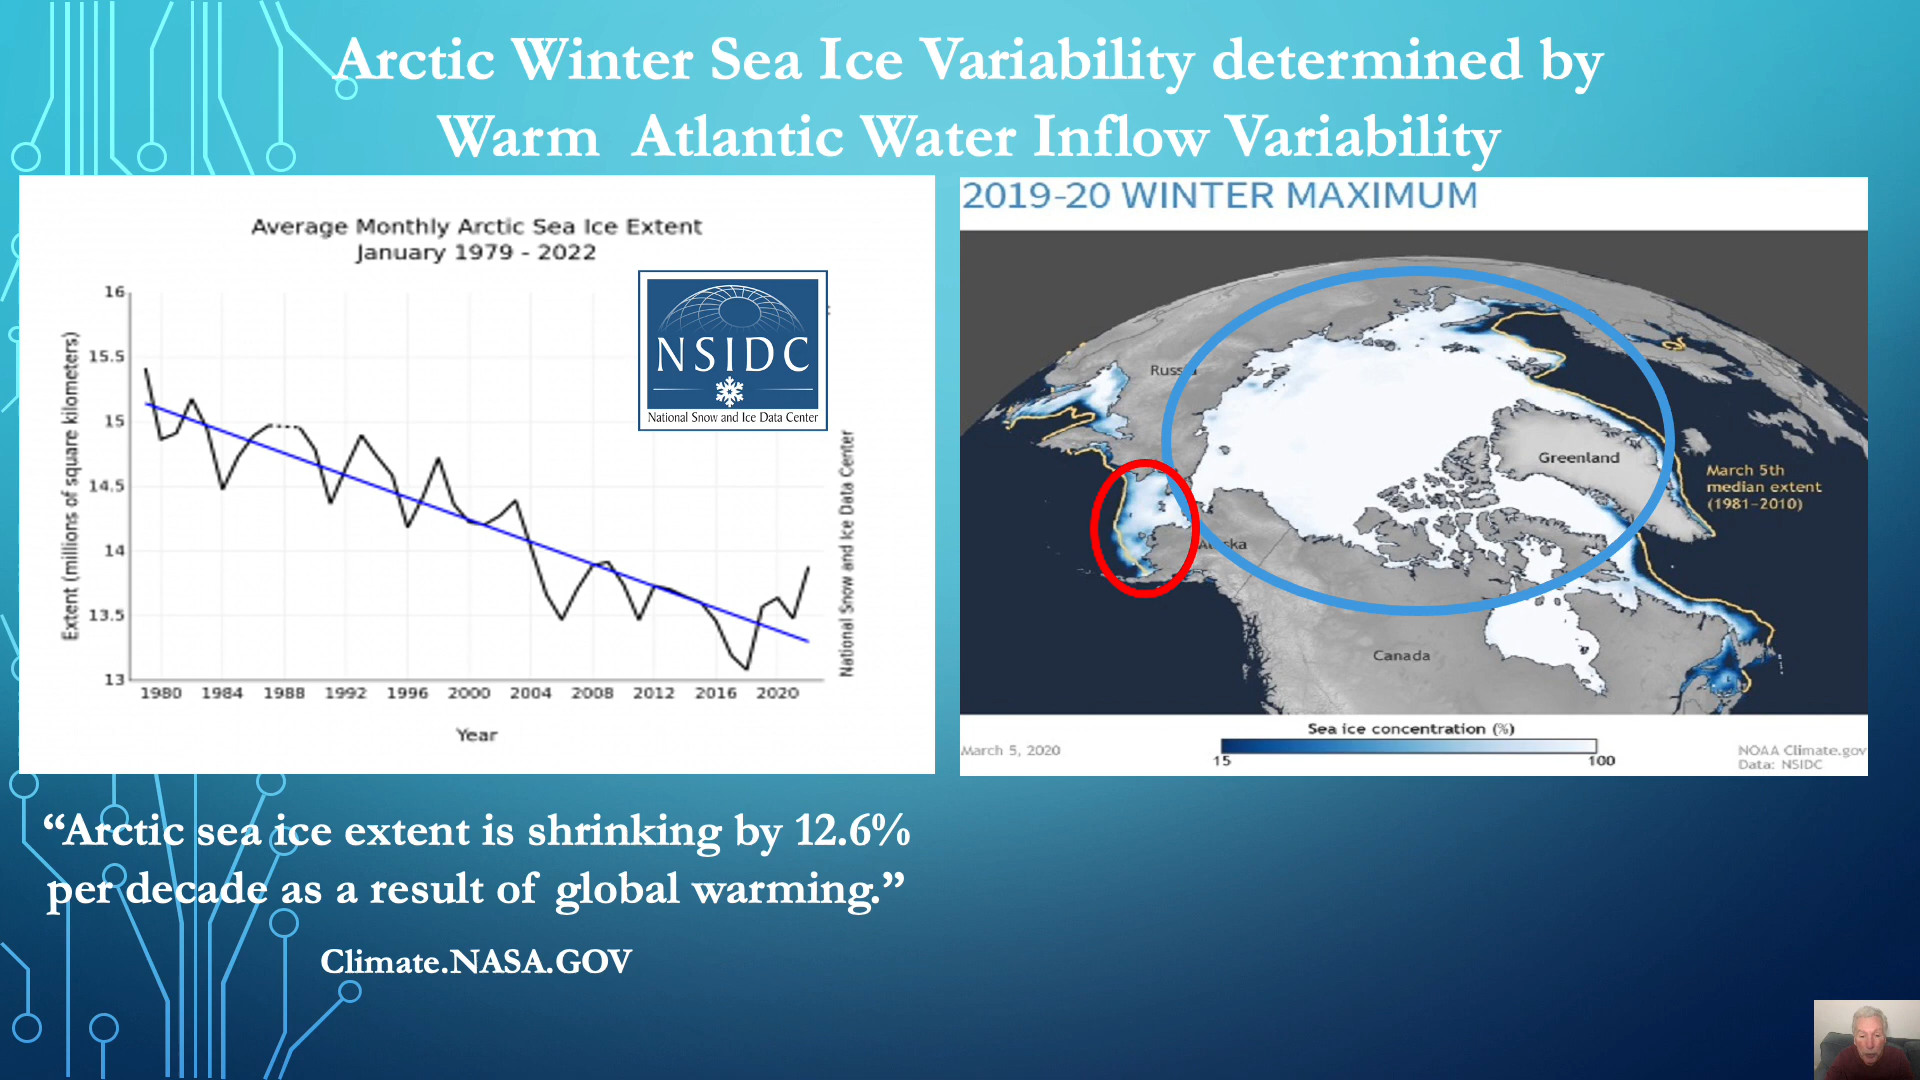 Arctic Winter Sea Ice Variability determined by
Warm Atlantic Water Inflow Variability
Average Monthly Arctic Sea Ice Extent
January 1979 - 2022
NSIDC
National Snow and Ice Data Center
Extent (millions of square kilometers)
16
15.5
15
14.5
14
13.5
13
1980 1984 1988 1992 1996 2000 2004 2008 2012 2016 2020
Year
National Snow and Ice Data Center
2019-20 WINTER MAXIMUM
Russia
Greenland
March 5th
median extent
(1981-2010)
Alaska
Canada
Sea ice concentration (%)
15 100
March 5, 2020
NOAA Climate.gov
Data: NSIDC
“Arctic sea ice extent is shrinking by 12.6%
per decade as a result of global warming.”
Climate.NASA.GOV